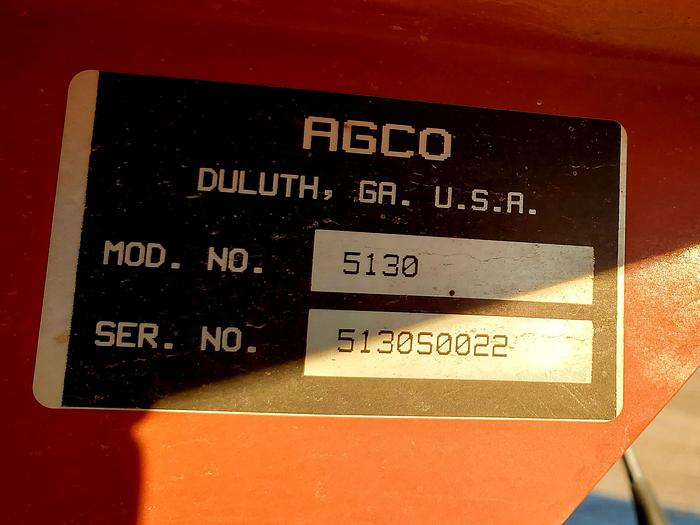 AGCO
DULUTH, GA. U.S.A.
MOD. NO. 5130
SER. NO. 5130S0022